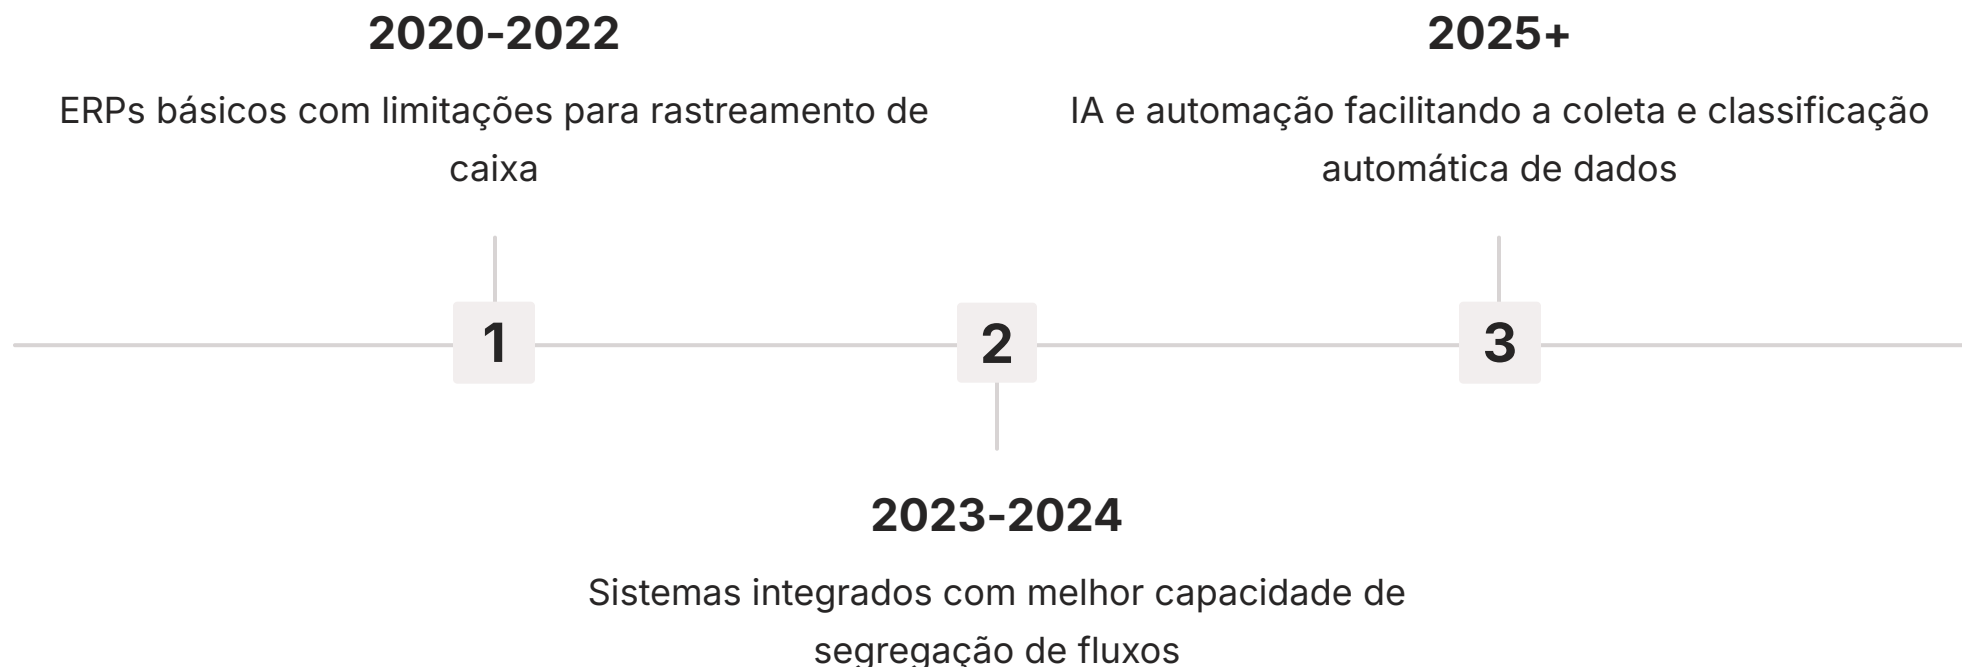 2020-2022
ERPs básicos com limitações para rastreamento de
caixa
2025+
IA e automação facilitando a coleta e classificação
automática de dados
1
2
3
2023-2024
Sistemas integrados com melhor capacidade de
segregação de fluxos